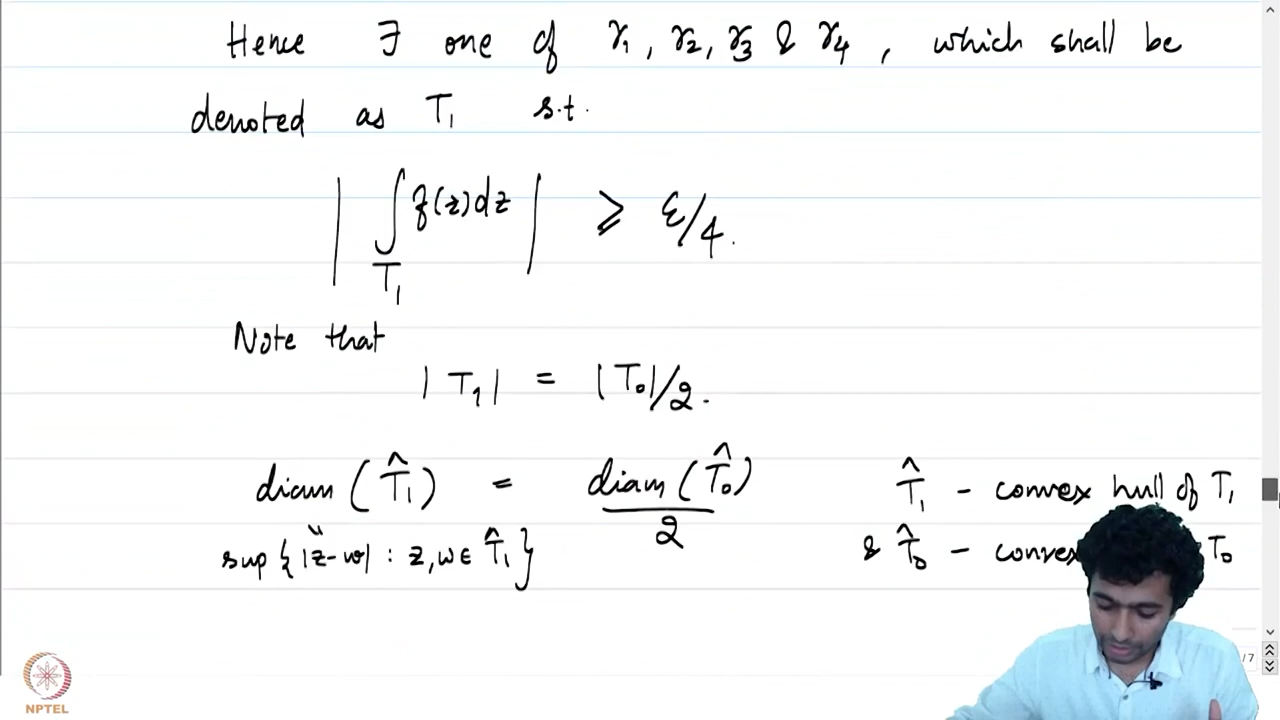 Hence ∃ one of γ₁, γ₂, γ₃ & γ₄, which shall be
denoted as T₁ s.t.
| ∫_{T₁} f(z)dz | ⩾ ε/4.
Note that
|T₁| = |T₀|/2.
diam(T̂₁) = diam(T̂₀)/2 T̂₁ - convex hull of T₁
sup{|z-w| : z,w∈ T̂₁} & T̂₀ - convex T₀
/7
NPTEL